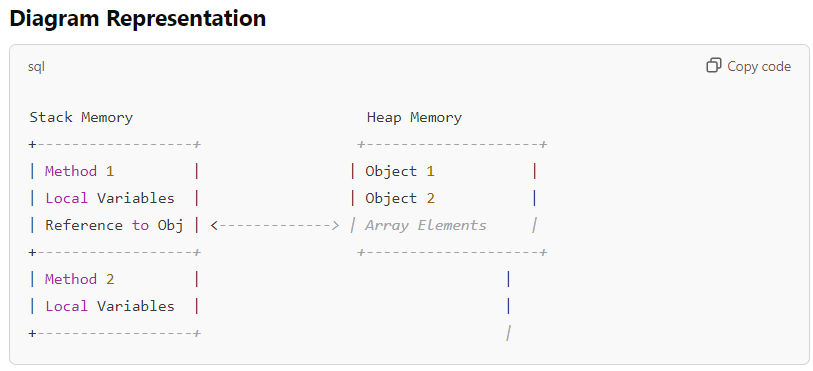 Diagram Representation
sql Copy code
Stack Memory                            Heap Memory
+------------------+                   +--------------------+
| Method 1         |                  | Object 1           |
| Local Variables  |                  | Object 2           |
| Reference to Obj | <-------------> | Array Elements     |
+------------------+                   +--------------------+
| Method 2         |                                     |
| Local Variables  |                                     |
+------------------+                                     |